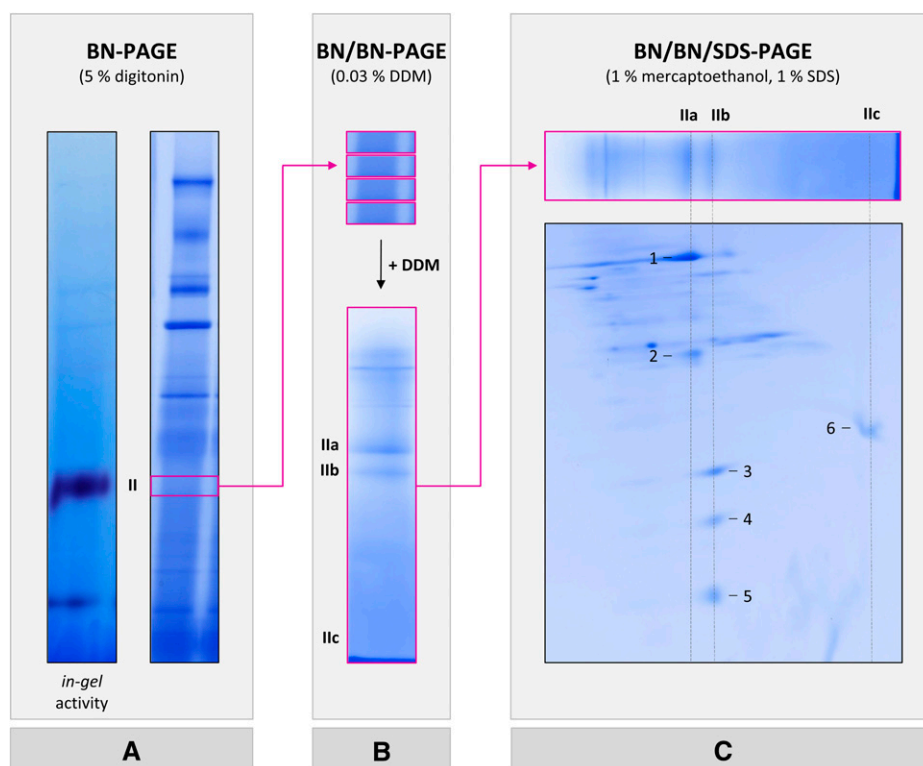 BN-PAGE
(5 % digitonin)
II
in-gel
activity
A
BN/BN-PAGE
(0.03 % DDM)
+ DDM
IIa
IIb
IIc
B
BN/BN/SDS-PAGE
(1 % mercaptoethanol, 1 % SDS)
IIa IIb IIc
1
2
6
3
4
5
C